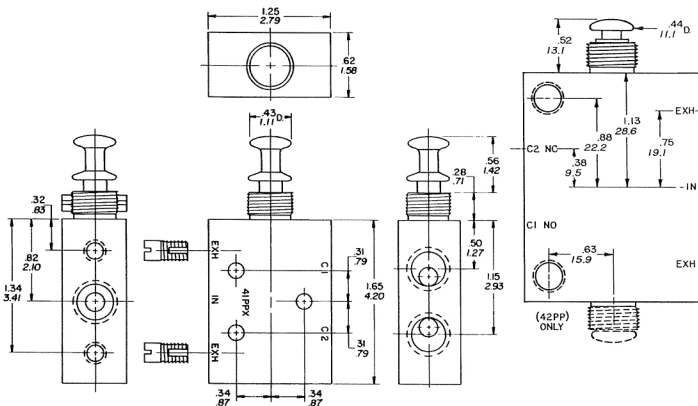 1.25
2.79
.62
1.58
.43 D.
1.11
.44 D.
11.1
.52
13.1
EXH-
1.13
28.6
.88
22.2
.75
19.1
C2 NC
.38
9.5
-IN
C1 NO
.63
15.9
EXH
(42PP)
ONLY
.56
1.42
.28
.71
.32
.83
.82
2.10
1.34
3.41
EXH
C 1
.31
.79
IN
41PPX
1.65
4.20
C 2
.31
.79
EXH
.34
.87
.34
.87
.50
1.27
1.15
2.93